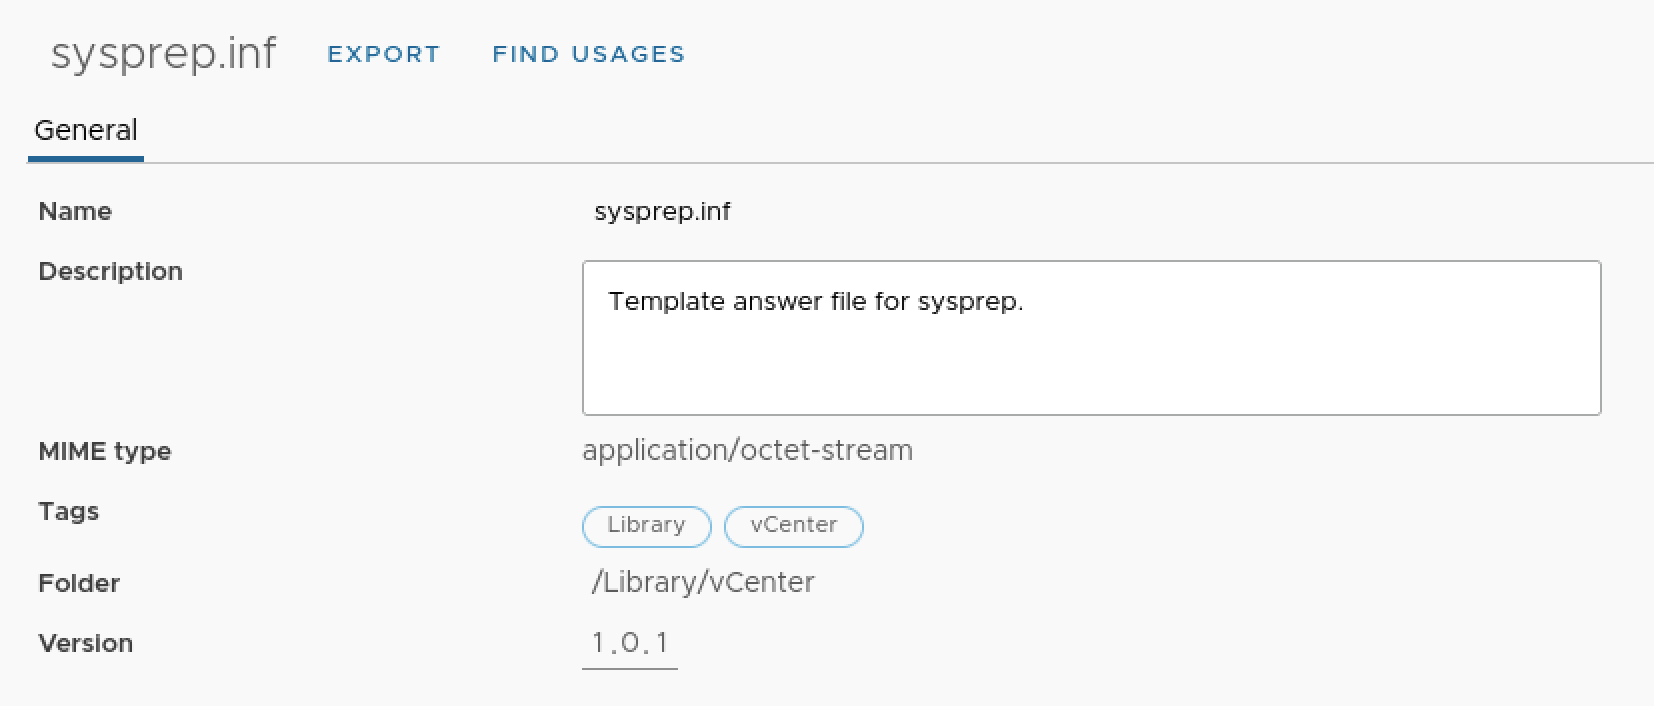 sysprep.inf EXPORT FIND USAGES
General
Name sysprep.inf
Description Template answer file for sysprep.
MIME type application/octet-stream
Tags Library vCenter
Folder /Library/vCenter
Version 1.0.1